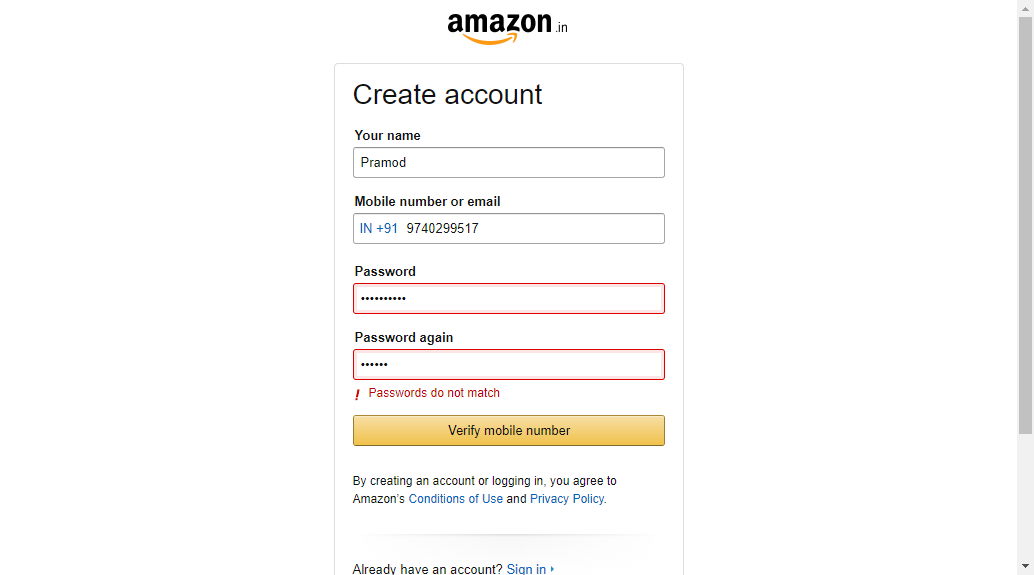 amazon.in
Create account
Your name
Pramod
Mobile number or email
IN +91 9740299517
Password
••••••••••
Password again
••••••
! Passwords do not match
Verify mobile number
By creating an account or logging in, you agree to
Amazon's Conditions of Use and Privacy Policy.
Already have an account? Sign in